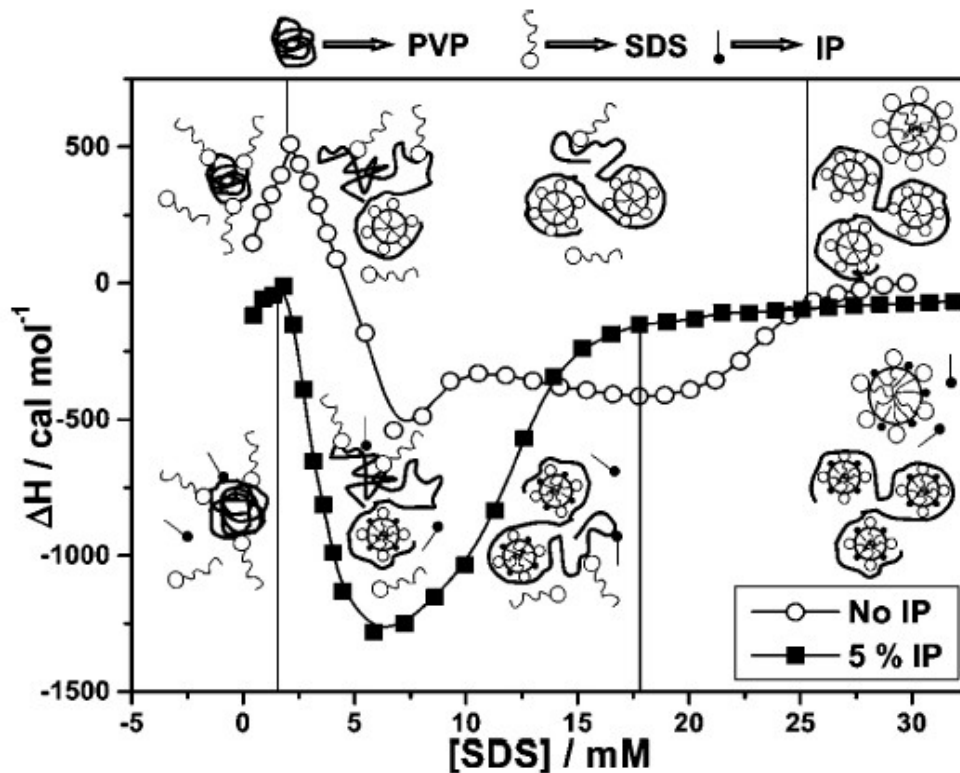 PVP SDS IP
500
0
-500
-1000
-1500
ΔH / cal mol⁻¹
No IP
5 % IP
-5 0 5 10 15 20 25 30
[SDS] / mM